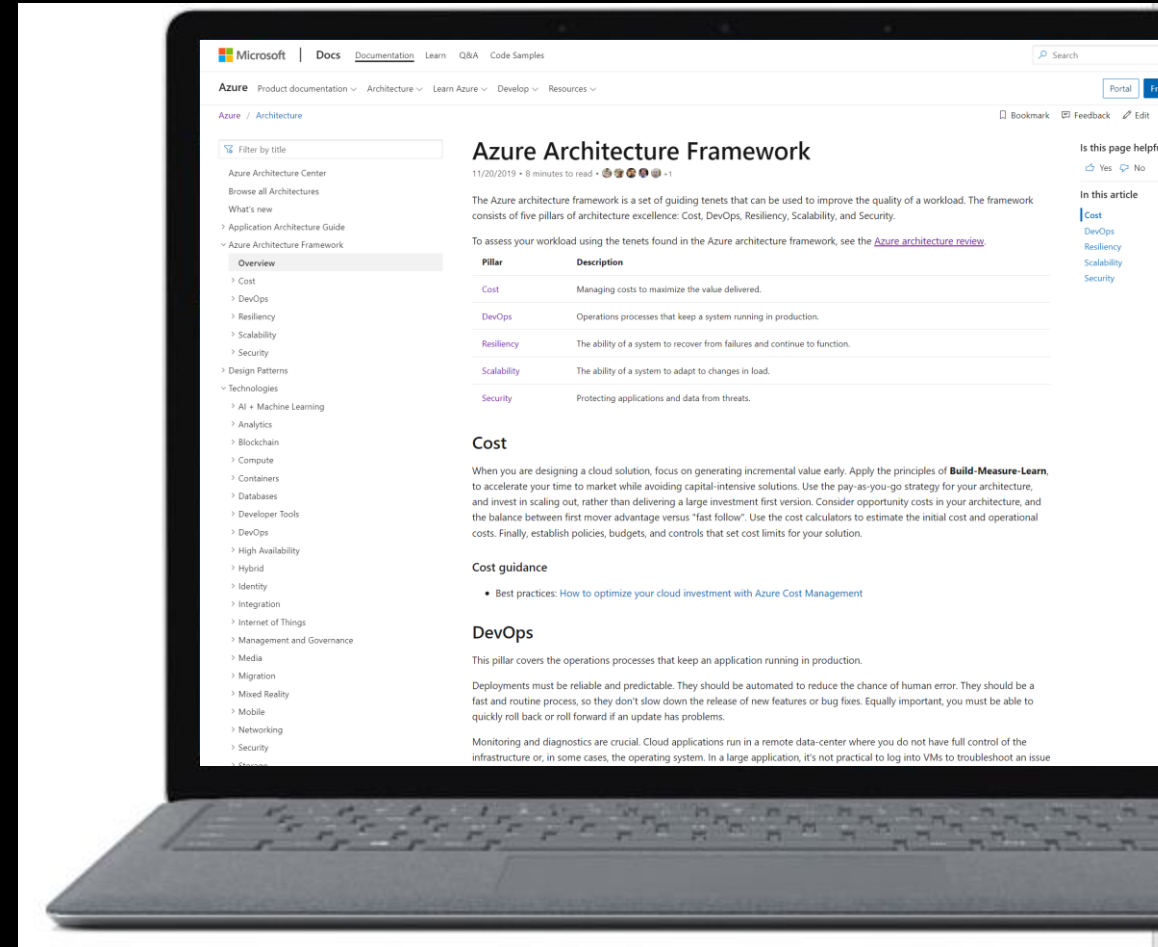 Microsoft Docs Documentation Learn Q&A Code Samples
Search
Azure Product documentation Architecture Learn Azure Develop Resources
Portal
Azure / Architecture
Bookmark Feedback Edit
Filter by title
Azure Architecture Center
Browse all Architectures
What's new
Application Architecture Guide
Azure Architecture Framework
Overview
Cost
DevOps
Resiliency
Scalability
Security
Design Patterns
Technologies
AI + Machine Learning
Analytics
Blockchain
Compute
Containers
Databases
Developer Tools
DevOps
High Availability
Hybrid
Identity
Integration
Internet of Things
Management and Governance
Media
Migration
Mixed Reality
Mobile
Networking
Security
Azure Architecture Framework
11/20/2019 • 8 minutes to read • +1
The Azure architecture framework is a set of guiding tenets that can be used to improve the quality of a workload. The framework
consists of five pillars of architecture excellence: Cost, DevOps, Resiliency, Scalability, and Security.
To assess your workload using the tenets found in the Azure architecture framework, see the Azure architecture review.
Pillar Description
Cost Managing costs to maximize the value delivered.
DevOps Operations processes that keep a system running in production.
Resiliency The ability of a system to recover from failures and continue to function.
Scalability The ability of a system to adapt to changes in load.
Security Protecting applications and data from threats.
Cost
When you are designing a cloud solution, focus on generating incremental value early. Apply the principles of Build-Measure-Learn,
to accelerate your time to market while avoiding capital-intensive solutions. Use the pay-as-you-go strategy for your architecture,
and invest in scaling out, rather than delivering a large investment first version. Consider opportunity costs in your architecture, and
the balance between first mover advantage versus "fast follow". Use the cost calculators to estimate the initial cost and operational
costs. Finally, establish policies, budgets, and controls that set cost limits for your solution.
Cost guidance
• Best practices: How to optimize your cloud investment with Azure Cost Management
DevOps
This pillar covers the operations processes that keep an application running in production.
Deployments must be reliable and predictable. They should be automated to reduce the chance of human error. They should be a
fast and routine process, so they don't slow down the release of new features or bug fixes. Equally important, you must be able to
quickly roll back or roll forward if an update has problems.
Monitoring and diagnostics are crucial. Cloud applications run in a remote data-center where you do not have full control of the
infrastructure or, in some cases, the operating system. In a large application, it's not practical to log into VMs to troubleshoot an issue
Is this page
Yes No
In this article
Cost
DevOps
Resiliency
Scalability
Security